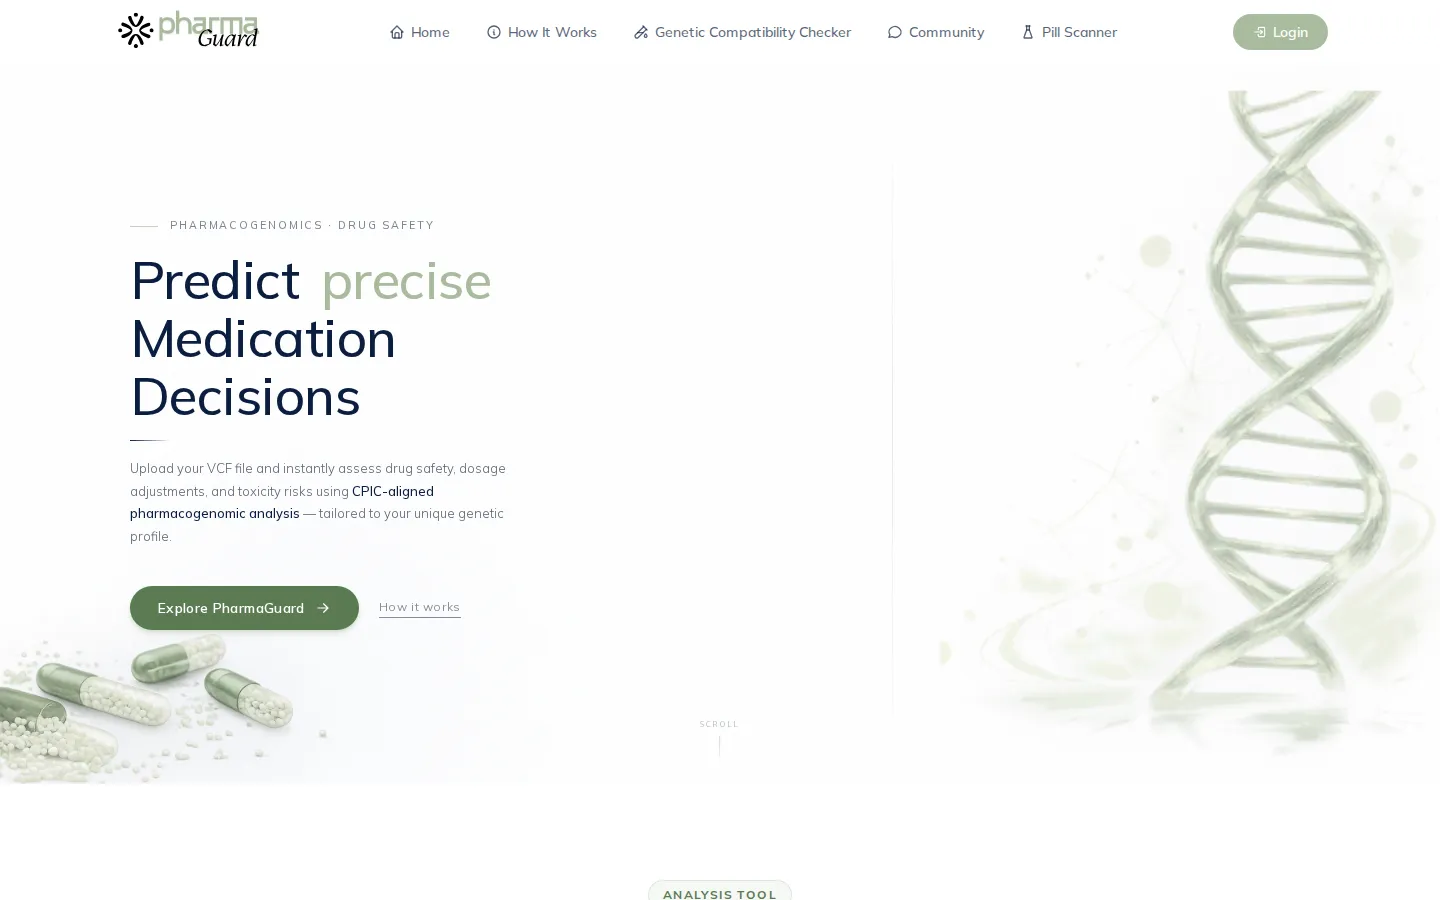 pharma
Guard
Home
How It Works
Genetic Compatibility Checker
Community
Pill Scanner
Login
PHARMACOGENOMICS · DRUG SAFETY
Predict precise
Medication
Decisions
Upload your VCF file and instantly assess drug safety, dosage
adjustments, and toxicity risks using CPIC-aligned
pharmacogenomic analysis — tailored to your unique genetic
profile.
Explore PharmaGuard →
How it works
SCROLL
ANALYSIS TOOL